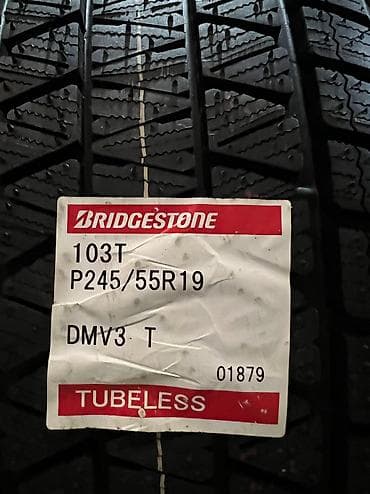 BRIDGESTONE
103T
P245/55R19
DMV3 T
01879
TUBELESS